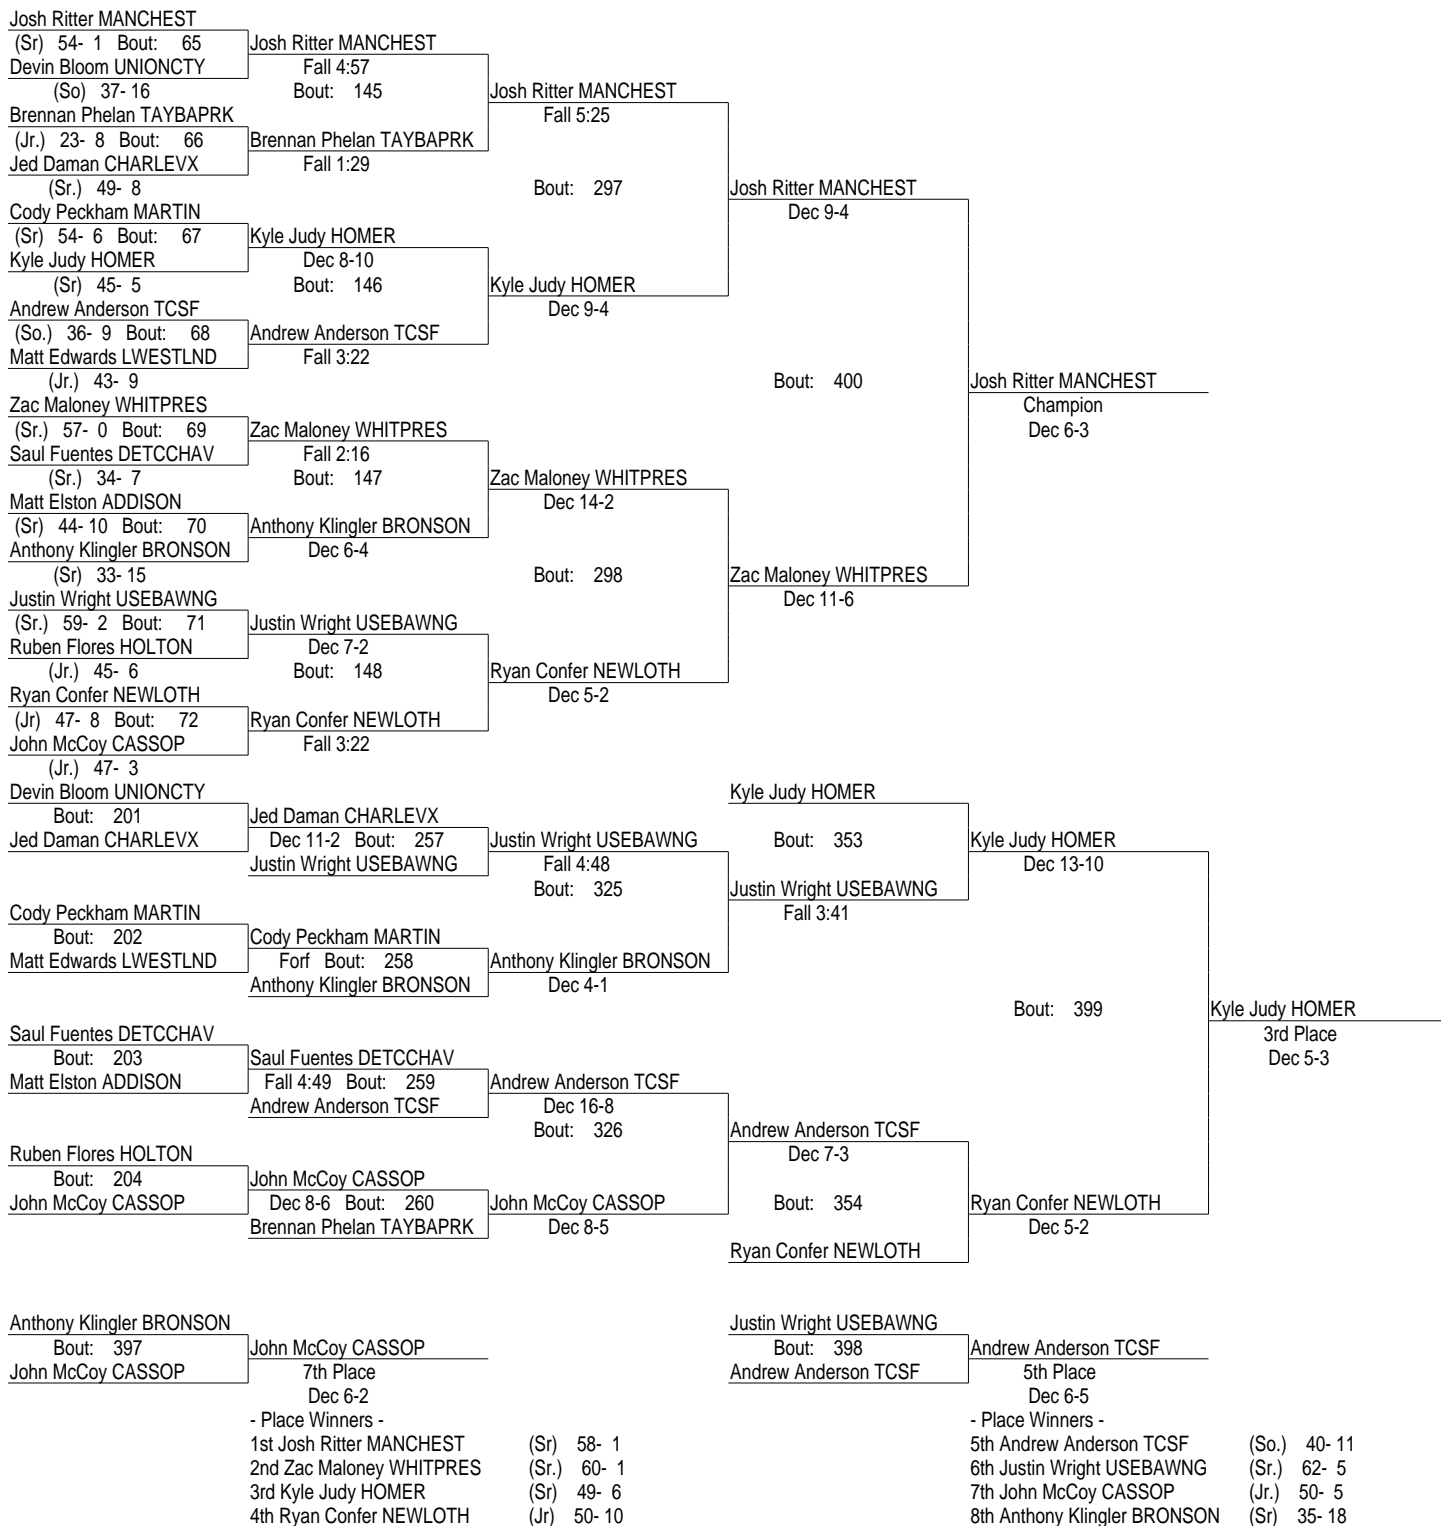 Josh Ritter MANCHEST
(Sr) 54- 1 Bout: 65 Josh Ritter MANCHEST
Devin Bloom UNIONCTY Fall 4:57
(So) 37- 16 Bout: 145 Josh Ritter MANCHEST
Brennan Phelan TAYBAPRK Fall 5:25
(Jr.) 23- 8 Bout: 66 Brennan Phelan TAYBAPRK
Jed Daman CHARLEVX Fall 1:29
(Sr.) 49- 8 Bout: 297 Josh Ritter MANCHEST
Cody Peckham MARTIN Dec 9-4
(Sr) 54- 6 Bout: 67 Kyle Judy HOMER
Kyle Judy HOMER Dec 8-10
(Sr) 45- 5 Bout: 146 Kyle Judy HOMER
Andrew Anderson TCSF Dec 9-4
(So.) 36- 9 Bout: 68 Andrew Anderson TCSF
Matt Edwards LWESTLND Fall 3:22
(Jr.) 43- 9 Bout: 400 Josh Ritter MANCHEST
Zac Maloney WHITPRES Champion
(Sr.) 57- 0 Bout: 69 Zac Maloney WHITPRES Dec 6-3
Saul Fuentes DETCCHAV Fall 2:16
(Sr.) 34- 7 Bout: 147 Zac Maloney WHITPRES
Matt Elston ADDISON Dec 14-2
(Sr) 44- 10 Bout: 70 Anthony Klingler BRONSON
Anthony Klingler BRONSON Dec 6-4
(Sr) 33- 15 Bout: 298 Zac Maloney WHITPRES
Justin Wright USEBAWNG Dec 11-6
(Sr.) 59- 2 Bout: 71 Justin Wright USEBAWNG
Ruben Flores HOLTON Dec 7-2
(Jr.) 45- 6 Bout: 148 Ryan Confer NEWLOTH
Ryan Confer NEWLOTH Dec 5-2
(Jr) 47- 8 Bout: 72 Ryan Confer NEWLOTH
John McCoy CASSOP Fall 3:22
(Jr.) 47- 3
Devin Bloom UNIONCTY Kyle Judy HOMER
Bout: 201 Jed Daman CHARLEVX
Jed Daman CHARLEVX Dec 11-2 Bout: 257 Justin Wright USEBAWNG Bout: 353 Kyle Judy HOMER
Justin Wright USEBAWNG Fall 4:48 Dec 13-10
Bout: 325 Justin Wright USEBAWNG
Cody Peckham MARTIN Fall 3:41
Bout: 202 Cody Peckham MARTIN
Matt Edwards LWESTLND Forf Bout: 258 Anthony Klingler BRONSON
Anthony Klingler BRONSON Dec 4-1
Bout: 399 Kyle Judy HOMER
Saul Fuentes DETCCHAV 3rd Place
Bout: 203 Saul Fuentes DETCCHAV Dec 5-3
Matt Elston ADDISON Fall 4:49 Bout: 259 Andrew Anderson TCSF
Andrew Anderson TCSF Dec 16-8
Bout: 326 Andrew Anderson TCSF
Ruben Flores HOLTON Dec 7-3
Bout: 204 John McCoy CASSOP
John McCoy CASSOP Dec 8-6 Bout: 260 John McCoy CASSOP Bout: 354 Ryan Confer NEWLOTH
Brennan Phelan TAYBAPRK Dec 8-5 Dec 5-2
Ryan Confer NEWLOTH
Anthony Klingler BRONSON Justin Wright USEBAWNG
Bout: 397 John McCoy CASSOP Bout: 398 Andrew Anderson TCSF
John McCoy CASSOP 7th Place Andrew Anderson TCSF 5th Place
Dec 6-2 Dec 6-5
- Place Winners - - Place Winners -
1st Josh Ritter MANCHEST (Sr) 58- 1 5th Andrew Anderson TCSF (So.) 40- 11
2nd Zac Maloney WHITPRES (Sr.) 60- 1 6th Justin Wright USEBAWNG (Sr.) 62- 5
3rd Kyle Judy HOMER (Sr) 49- 6 7th John McCoy CASSOP (Jr.) 50- 5
4th Ryan Confer NEWLOTH (Jr) 50- 10 8th Anthony Klingler BRONSON (Sr) 35- 18